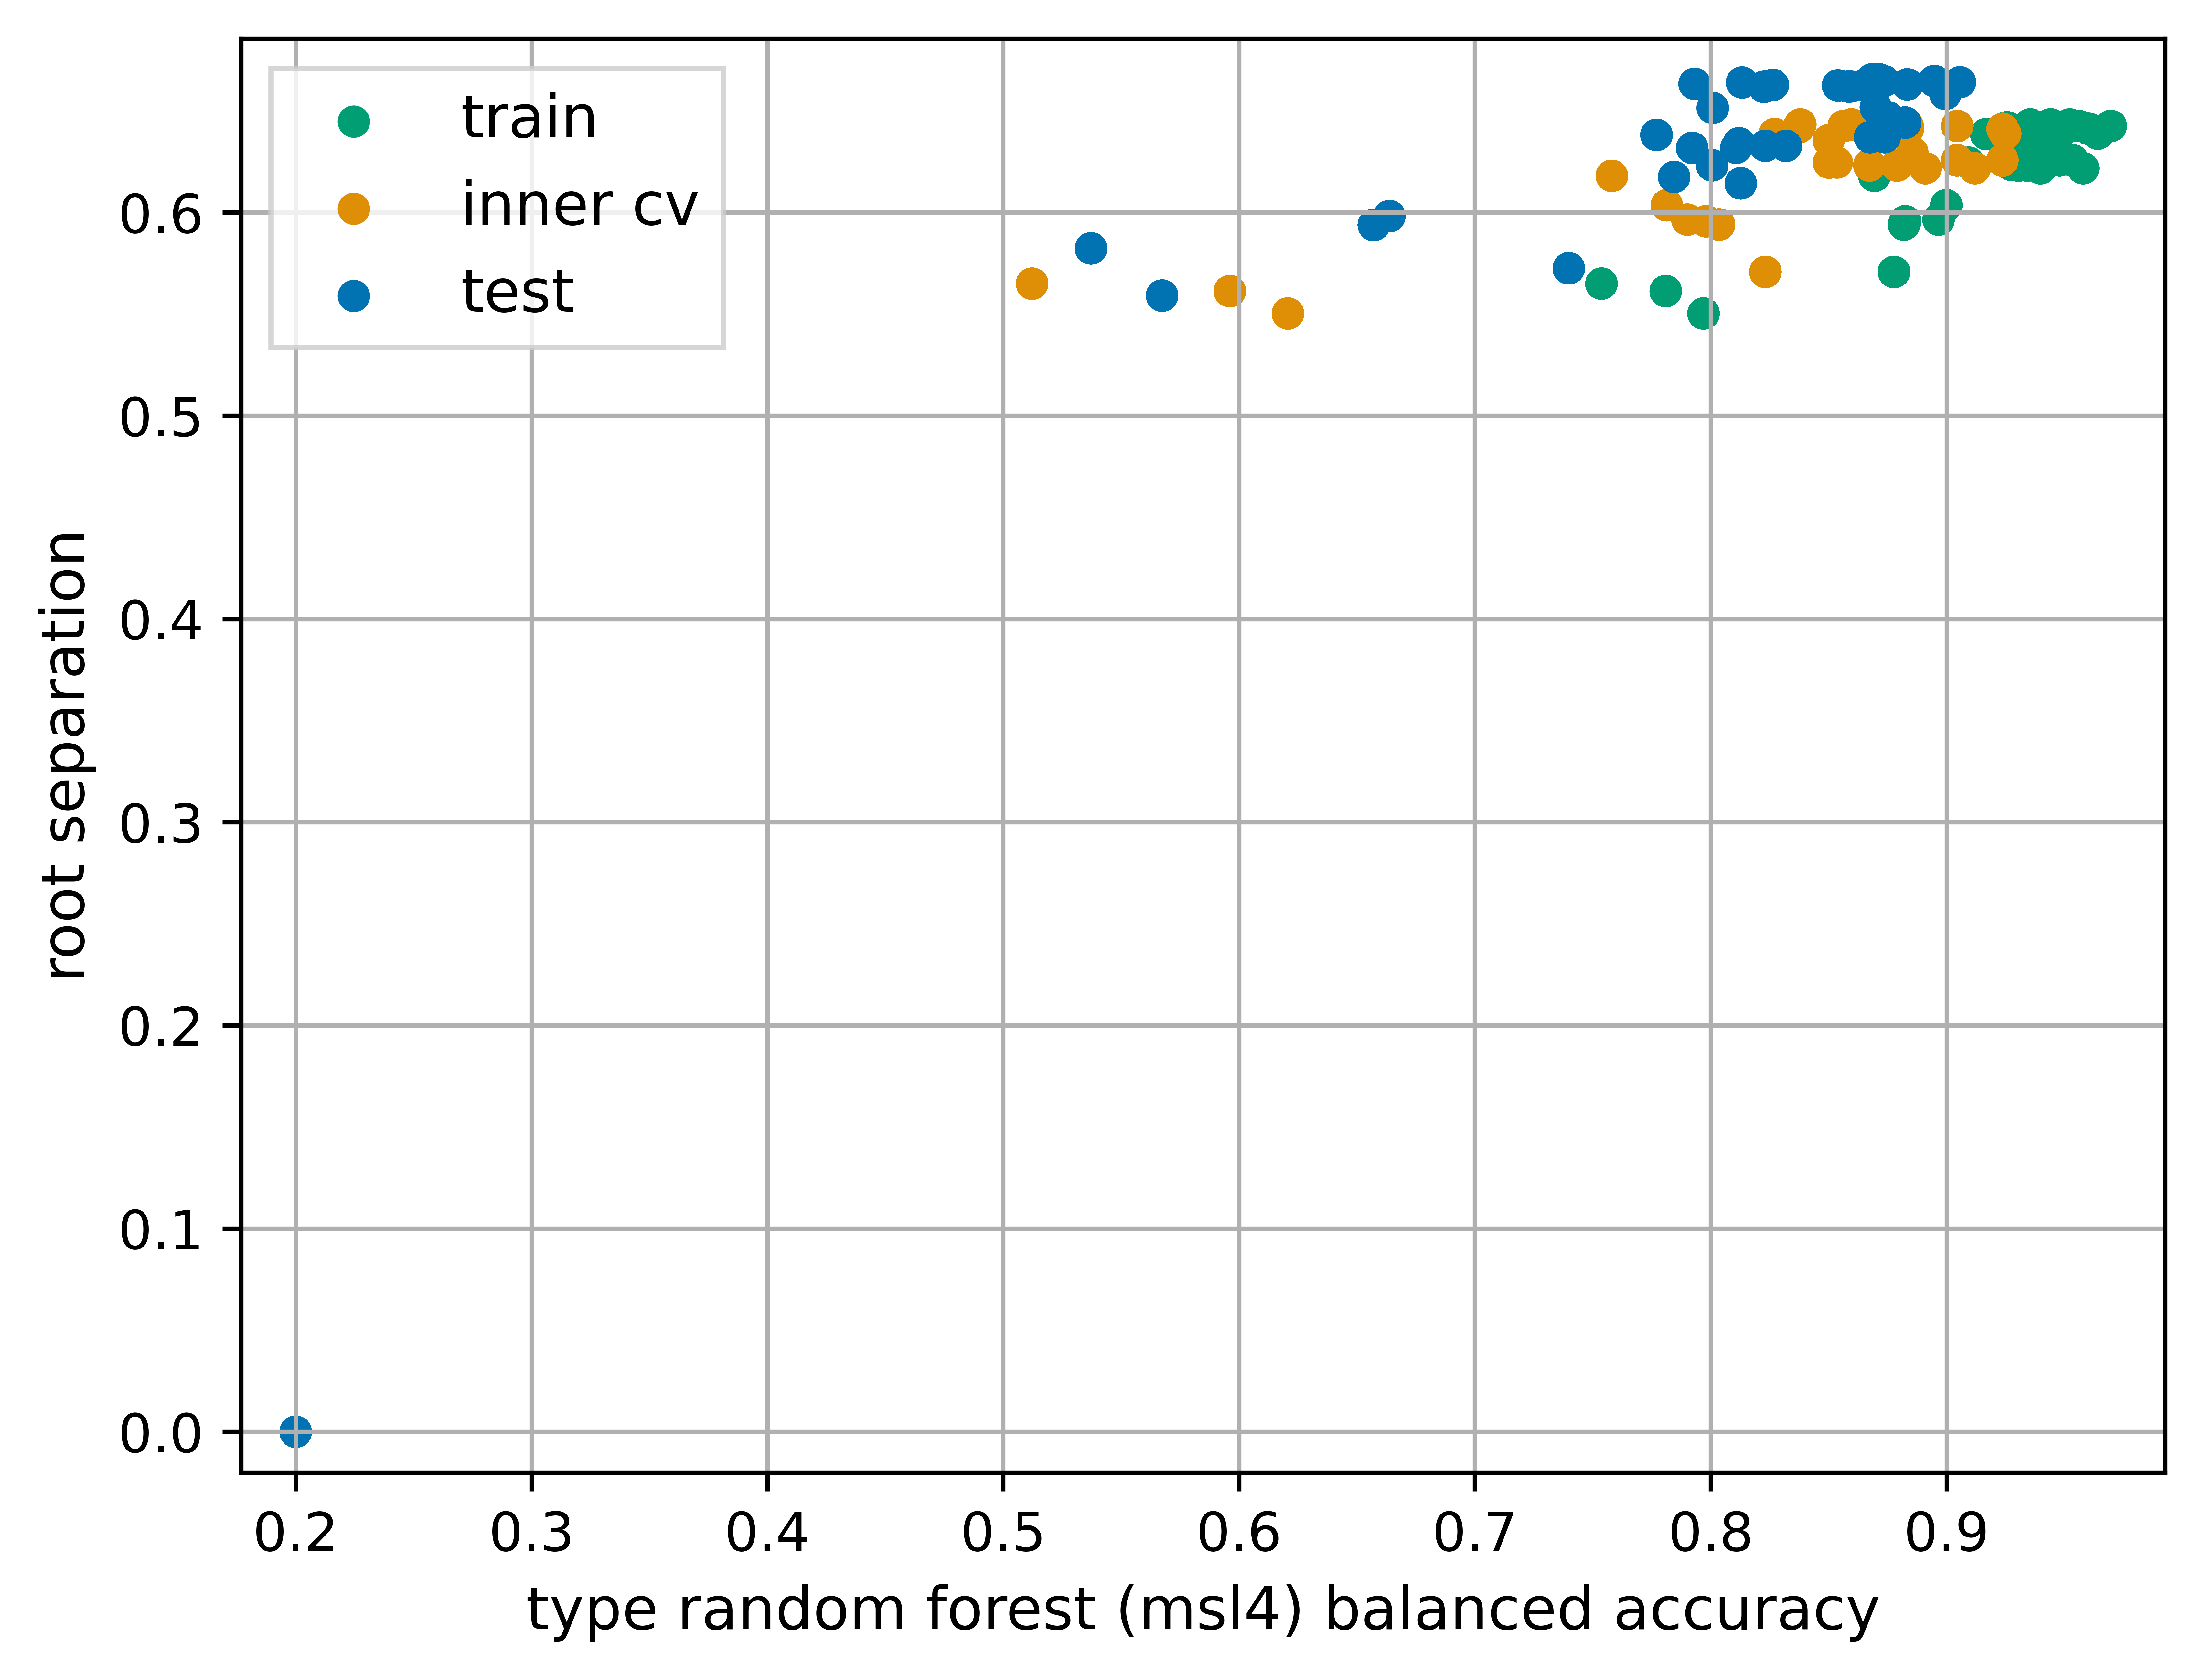 train
inner cv
test
root separation
0.6
0.5
0.4
0.3
0.2
0.1
0.0
0.2 0.3 0.4 0.5 0.6 0.7 0.8 0.9
type random forest (msl4) balanced accuracy